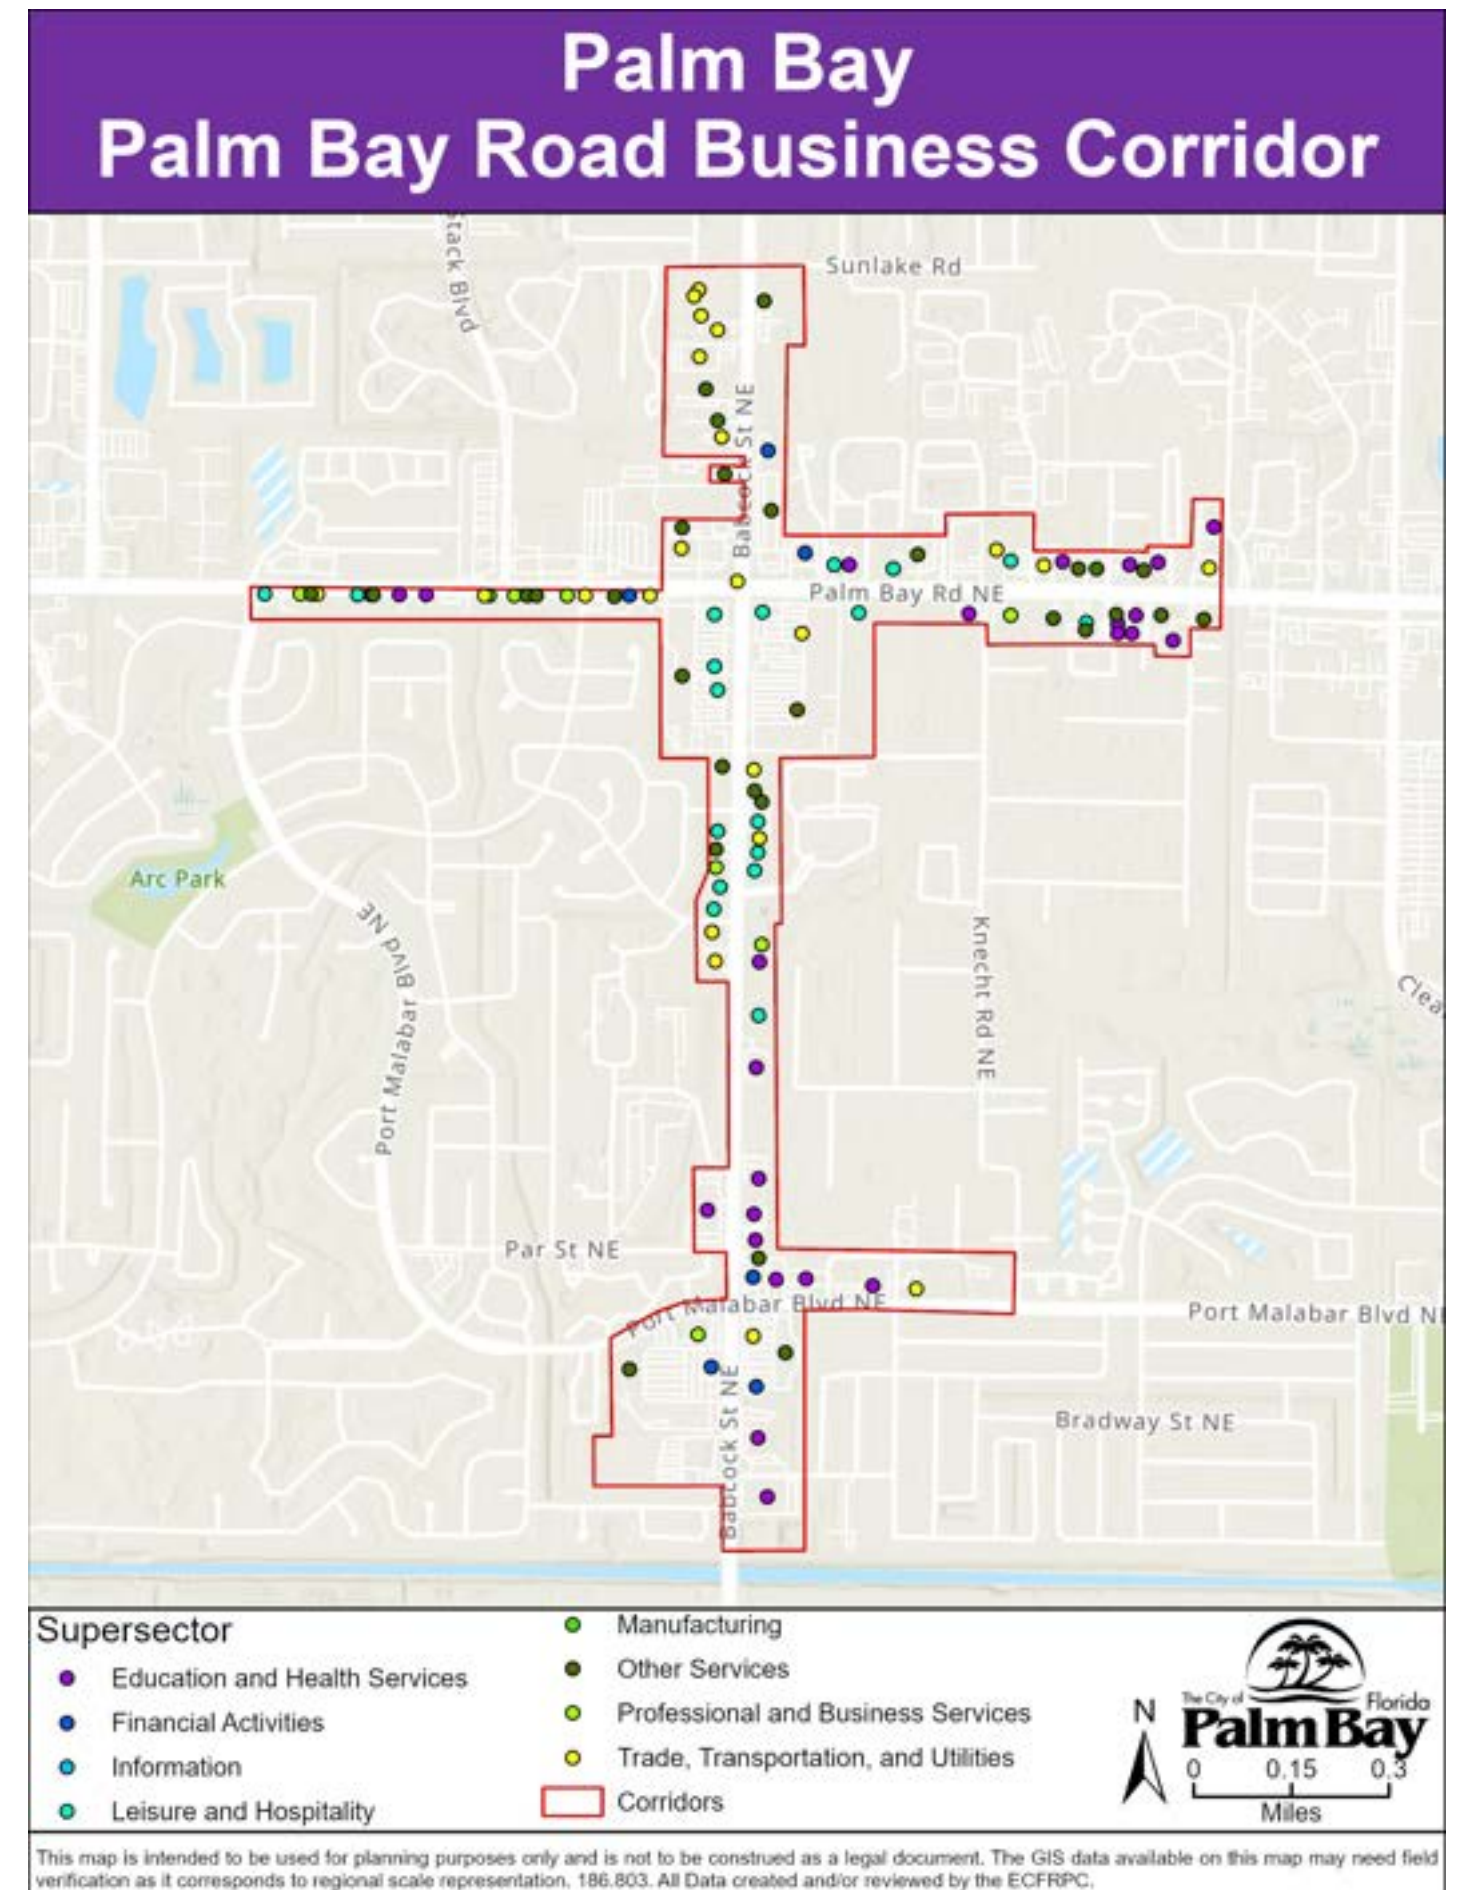 Palm Bay
Palm Bay Road Business Corridor
stack Blvd
Sunlake Rd
Babcock St NE
Palm Bay Rd NE
Arc Park
Port Malabar Blvd NE
Knecht Rd NE
Clea
Par St NE
Port Malabar Blvd NE
Port Malabar Blvd NE
Babcock St NE
Bradway St NE
Supersector
Education and Health Services
Financial Activities
Information
Leisure and Hospitality
Manufacturing
Other Services
Professional and Business Services
Trade, Transportation, and Utilities
Corridors
N
The City of
Florida
Palm Bay
0 0.15 0.3
Miles
This map is intended to be used for planning purposes only and is not to be construed as a legal document. The GIS data available on this map may need field
verification as it corresponds to regional scale representation. 186.803. All Data created and/or reviewed by the ECFRPC.